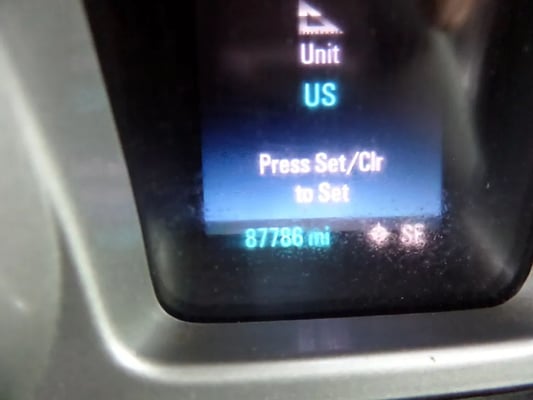 Unit
US
Press Set/Clr
to Set
87786 mi SE